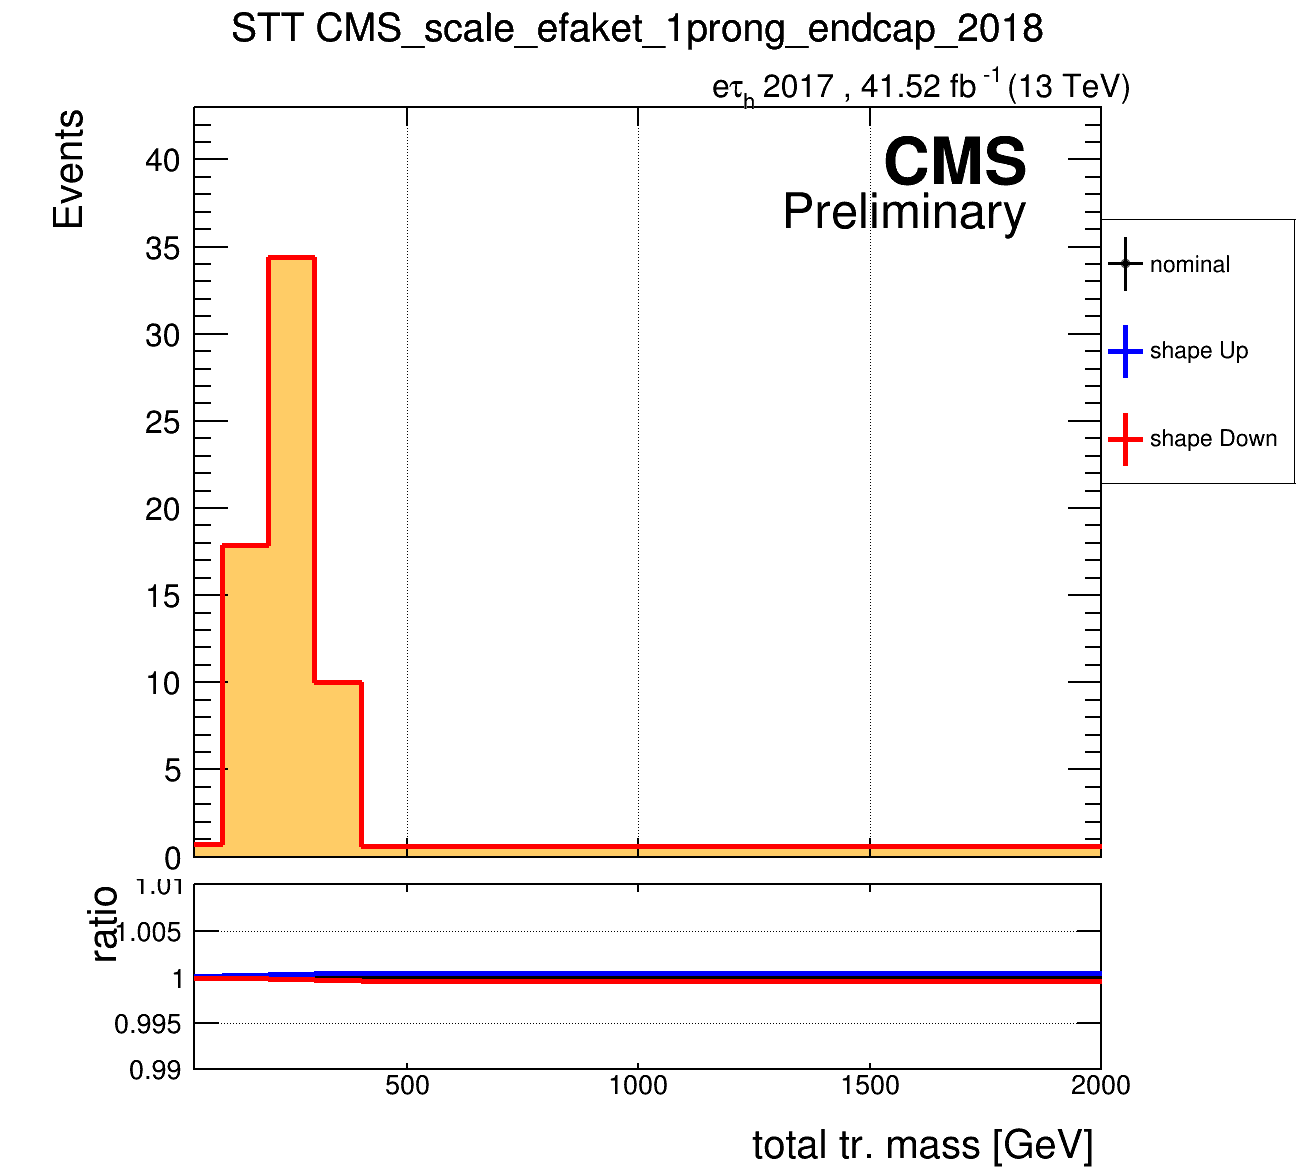 STT CMS_scale_efaket_1prong_endcap_2018
eτh 2017 , 41.52 fb -1 (13 TeV)
Events
CMS
Preliminary
40
35
30
25
20
15
10
5
0
nominal
shape Up
shape Down
ratio
1.01
1.005
1
0.995
0.99
500 1000 1500 2000
total tr. mass [GeV]